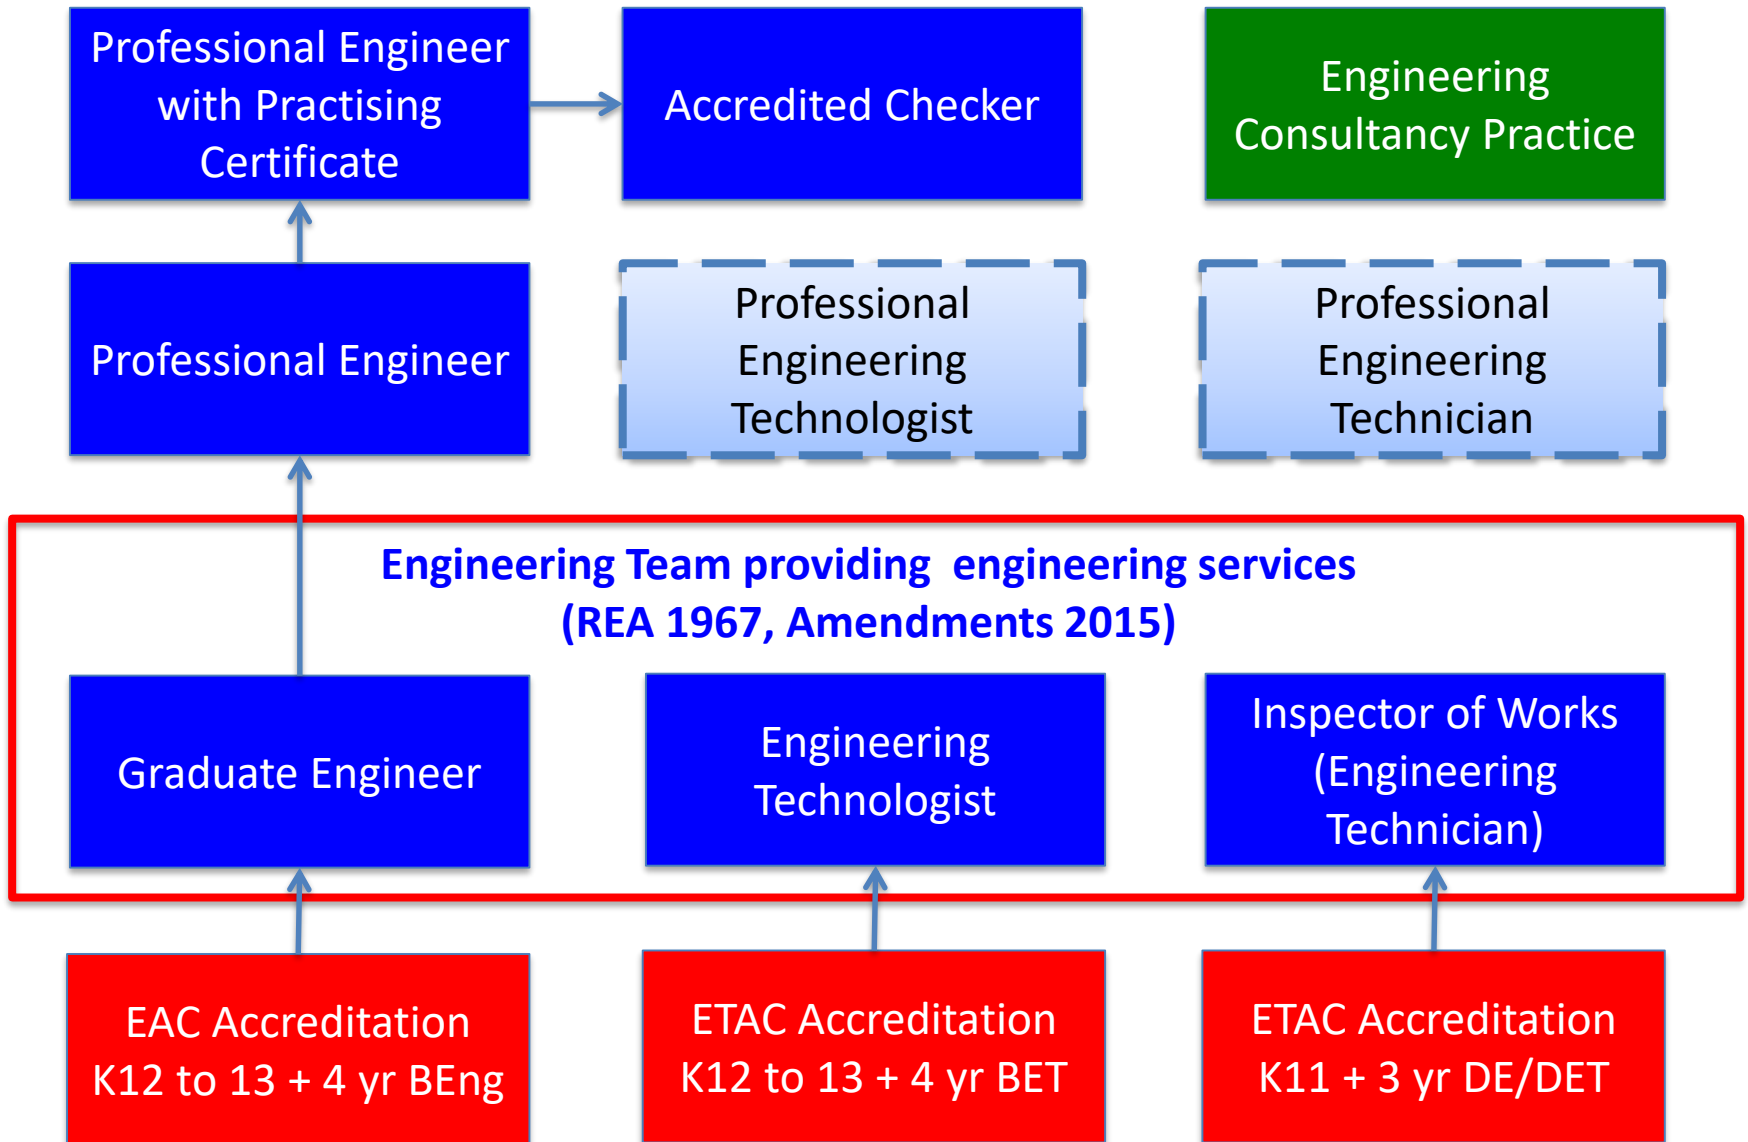 Professional Engineer
with Practising
Certificate
Accredited Checker
Engineering
Consultancy Practice
Professional Engineer
Professional
Engineering
Technologist
Professional
Engineering
Technician
Engineering Team providing  engineering services
(REA 1967, Amendments 2015)
Graduate Engineer
Engineering
Technologist
Inspector of Works
(Engineering
Technician)
EAC Accreditation
K12 to 13 + 4 yr BEng
ETAC Accreditation
K12 to 13 + 4 yr BET
ETAC Accreditation
K11 + 3 yr DE/DET